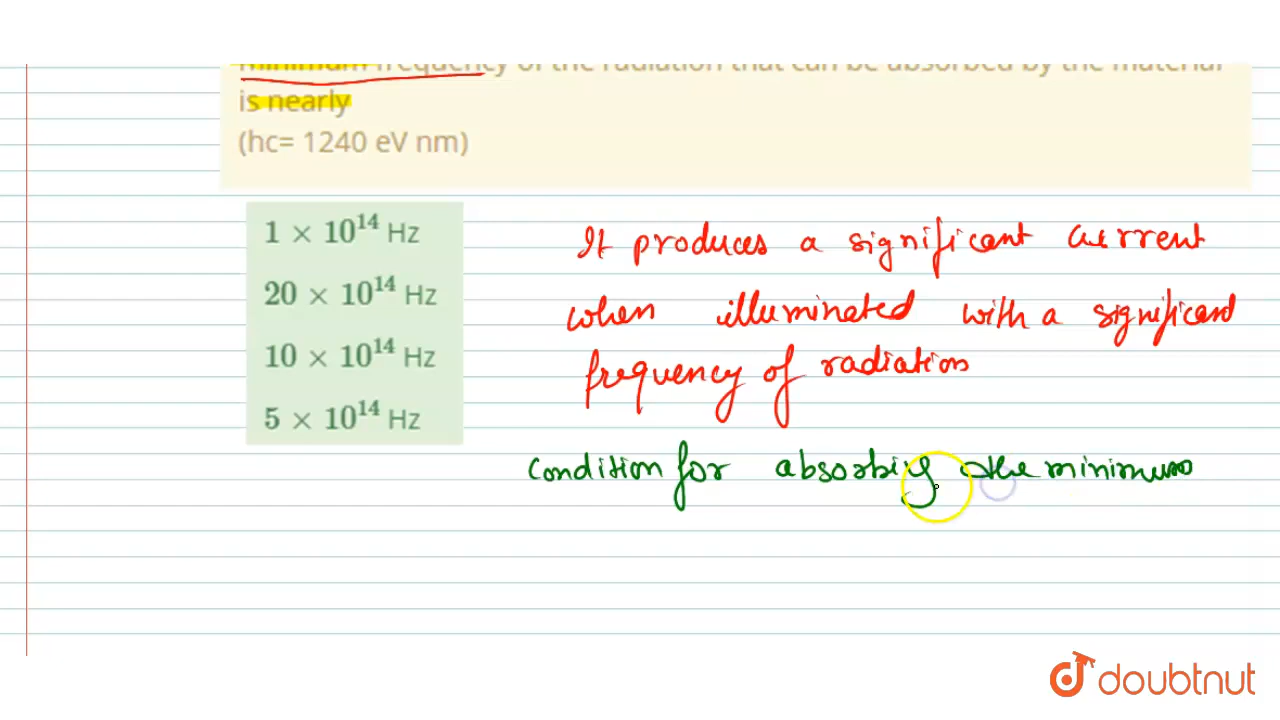 minimum frequency of the radiation that can be absorbed by the material
is nearly
(hc= 1240 eV nm)
1 × 10¹⁴ Hz
20 × 10¹⁴ Hz
10 × 10¹⁴ Hz
5 × 10¹⁴ Hz
It produces a significant current
when illuminated with a significant
frequency of radiation
Condition for absorbing the minimum
doubtnut